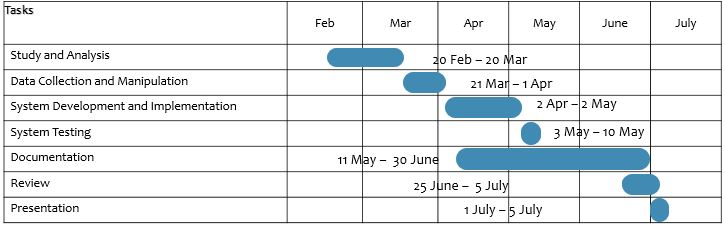 Tasks
Feb Mar Apr May June July
Study and Analysis 20 Feb – 20 Mar
Data Collection and Manipulation 21 Mar – 1 Apr
System Development and Implementation 2 Apr – 2 May
System Testing 3 May – 10 May
Documentation 11 May – 30 June
Review 25 June – 5 July
Presentation 1 July – 5 July